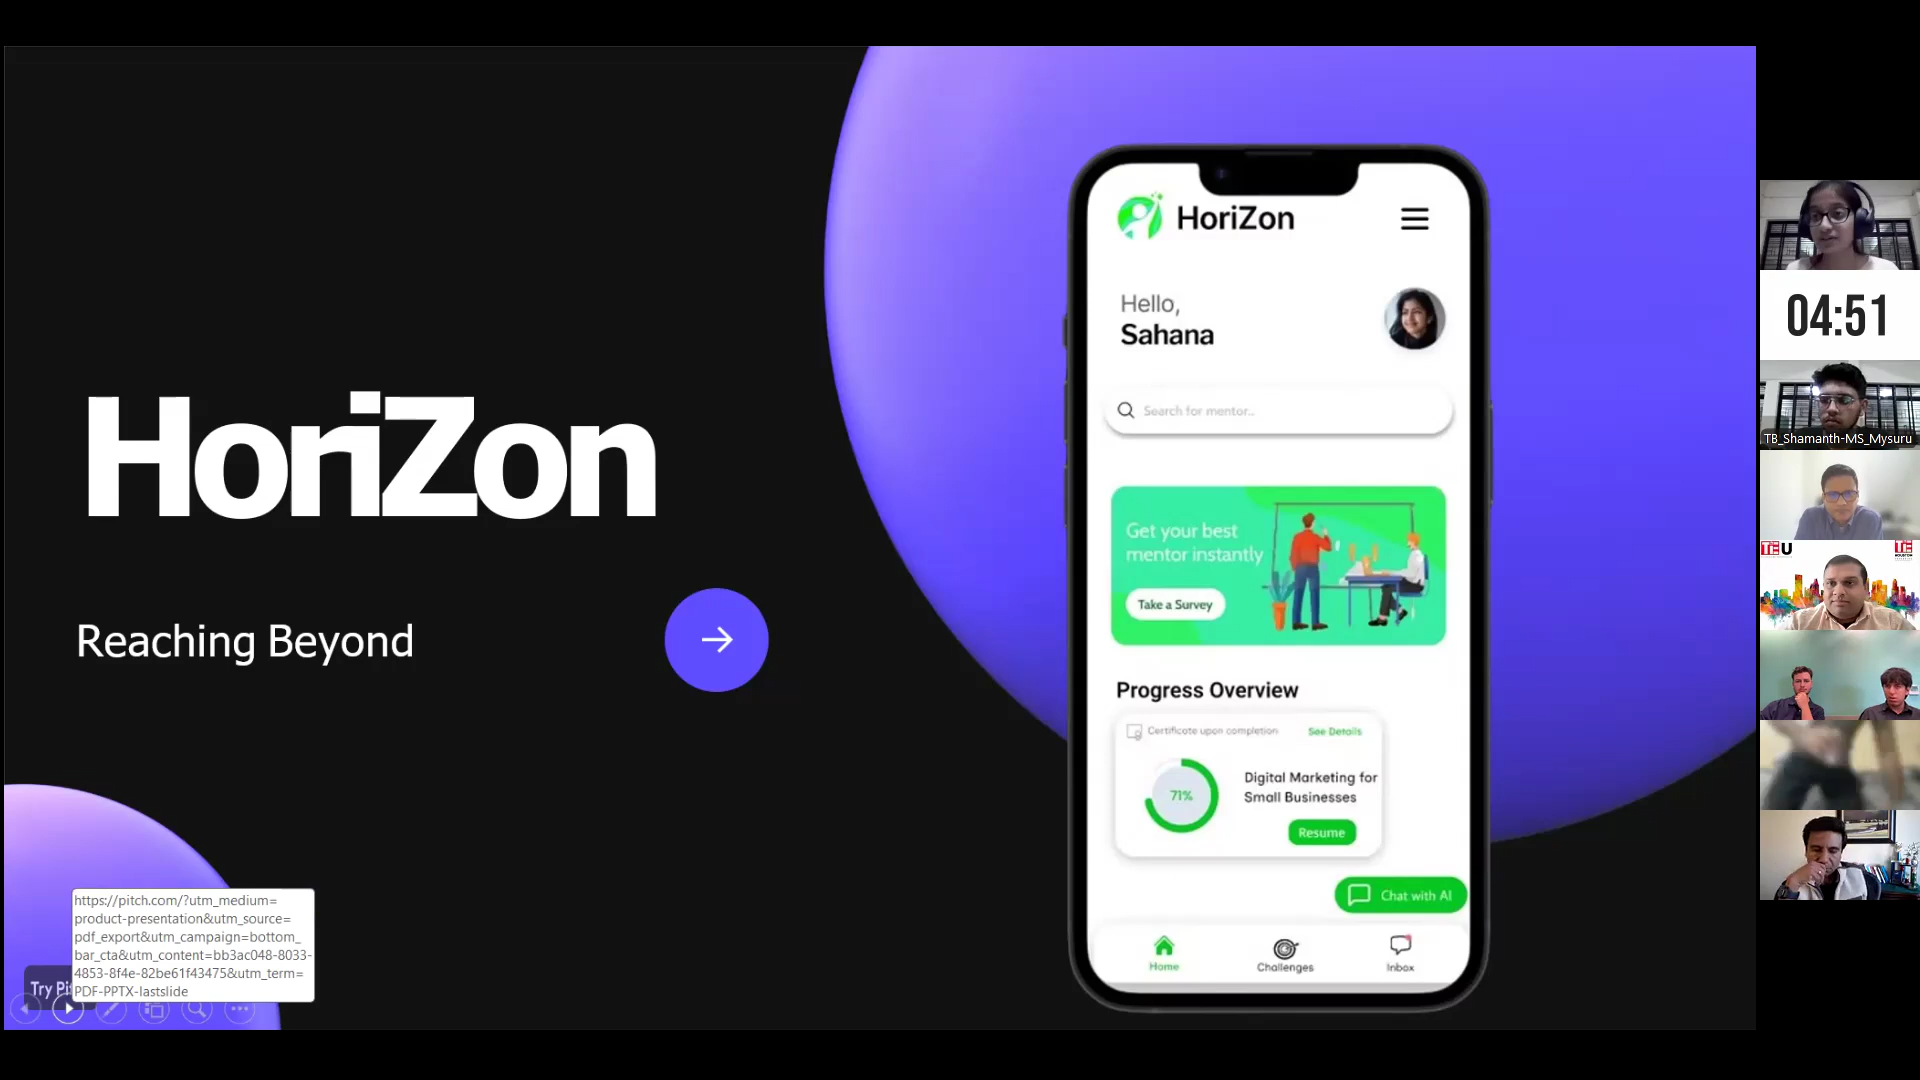 HoriZon
Reaching Beyond
https://pitch.com/?utm_medium=
product-presentation&utm_source=
pdf_export&utm_campaign=bottom_
bar_cta&utm_content=bb3ac048-8033-
4853-8f4e-82be61f43475&utm_term=
PDF-PPTX-lastslide
Try
HoriZon
Hello,
Sahana
Search for mentor...
Get your best
mentor instantly
Take a Survey
Progress Overview
Certificate upon completion
See Details
71%
Digital Marketing for
Small Businesses
Resume
Chat with AI
Home
Challenges
Inbox
04:51
TB_Shamanth-MS_Mysuru